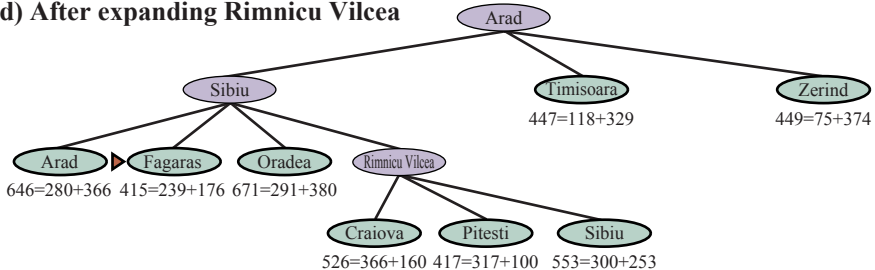 d) After expanding Rimnicu Vilcea
Arad
Sibiu
Timisoara
447=118+329
Zerind
449=75+374
Arad
646=280+366
Fagaras
415=239+176
Oradea
671=291+380
Rimnicu Vilcea
Craiova
526=366+160
Pitesti
417=317+100
Sibiu
553=300+253